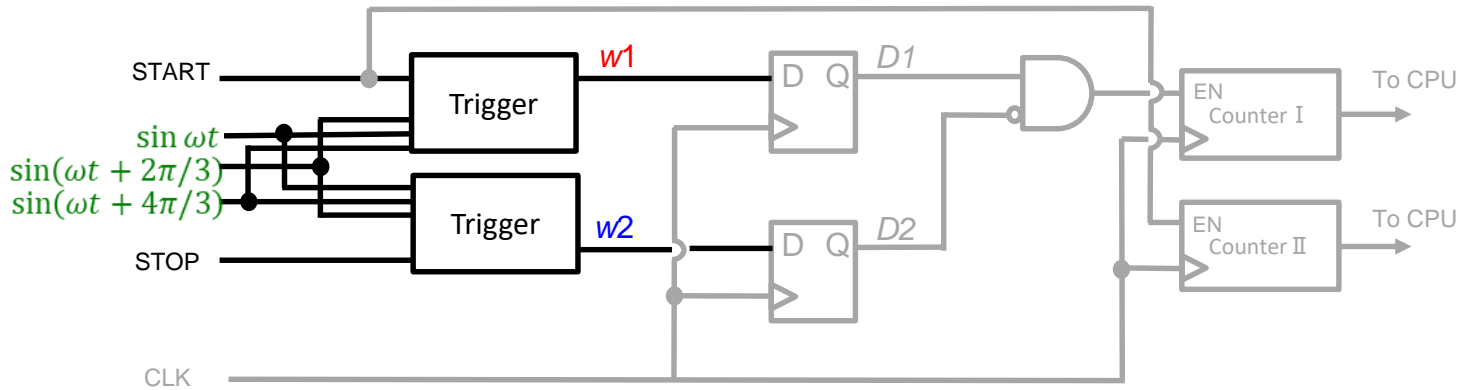 START
sin ωt
sin(ωt + 2π/3)
sin(ωt + 4π/3)
STOP
CLK
Trigger
Trigger
w1
w2
D Q
D Q
D1
D2
EN
Counter I
EN
Counter II
To CPU
To CPU